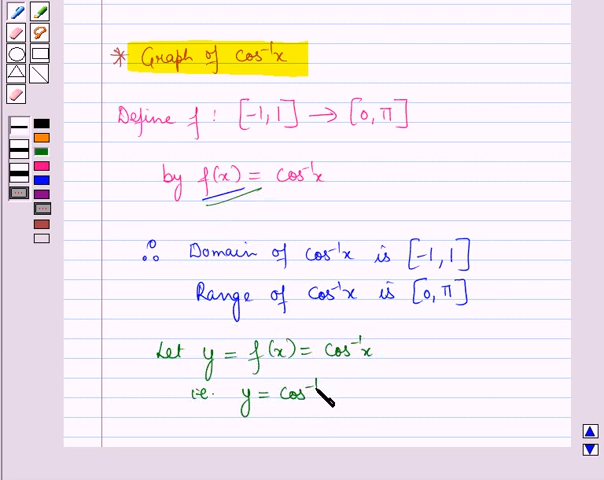 * Graph of cos⁻¹x
Define f : [-1, 1] → [0, π]
by f(x) = cos⁻¹x
∴ Domain of cos⁻¹x is [-1, 1]
Range of cos⁻¹x is [0, π]
Let y = f(x) = cos⁻¹x
i.e. y = cos⁻¹